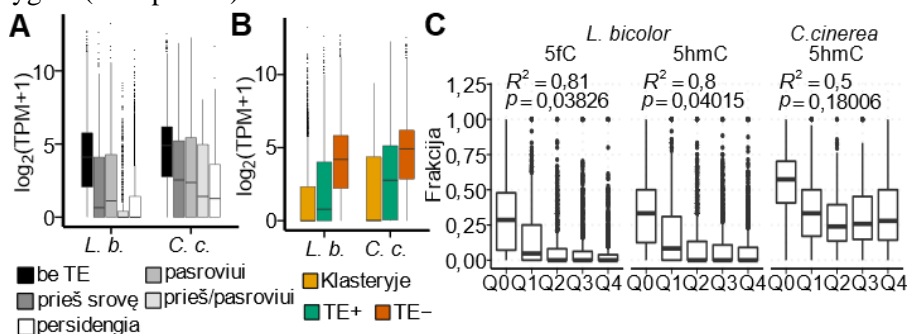 A
B
C
L. bicolor
C.cinerea
5fC
5hmC
5hmC
R² = 0,81
p = 0,03826
R² = 0,8
p = 0,04015
R² = 0,5
p = 0,18006
log₂(TPM+1)
10
5
0
L. b.
C. c.
log₂(TPM+1)
10
5
0
L. b.
C. c.
Frakcija
1,25
1,00
0,75
0,50
0,25
0,00
Q0 Q1 Q2 Q3 Q4
Q0 Q1 Q2 Q3 Q4
Q0 Q1 Q2 Q3 Q4
be TE
pasroviui
prieš srovę
prieš/pasroviui
persidengia
Klasteryje
TE+
TE−